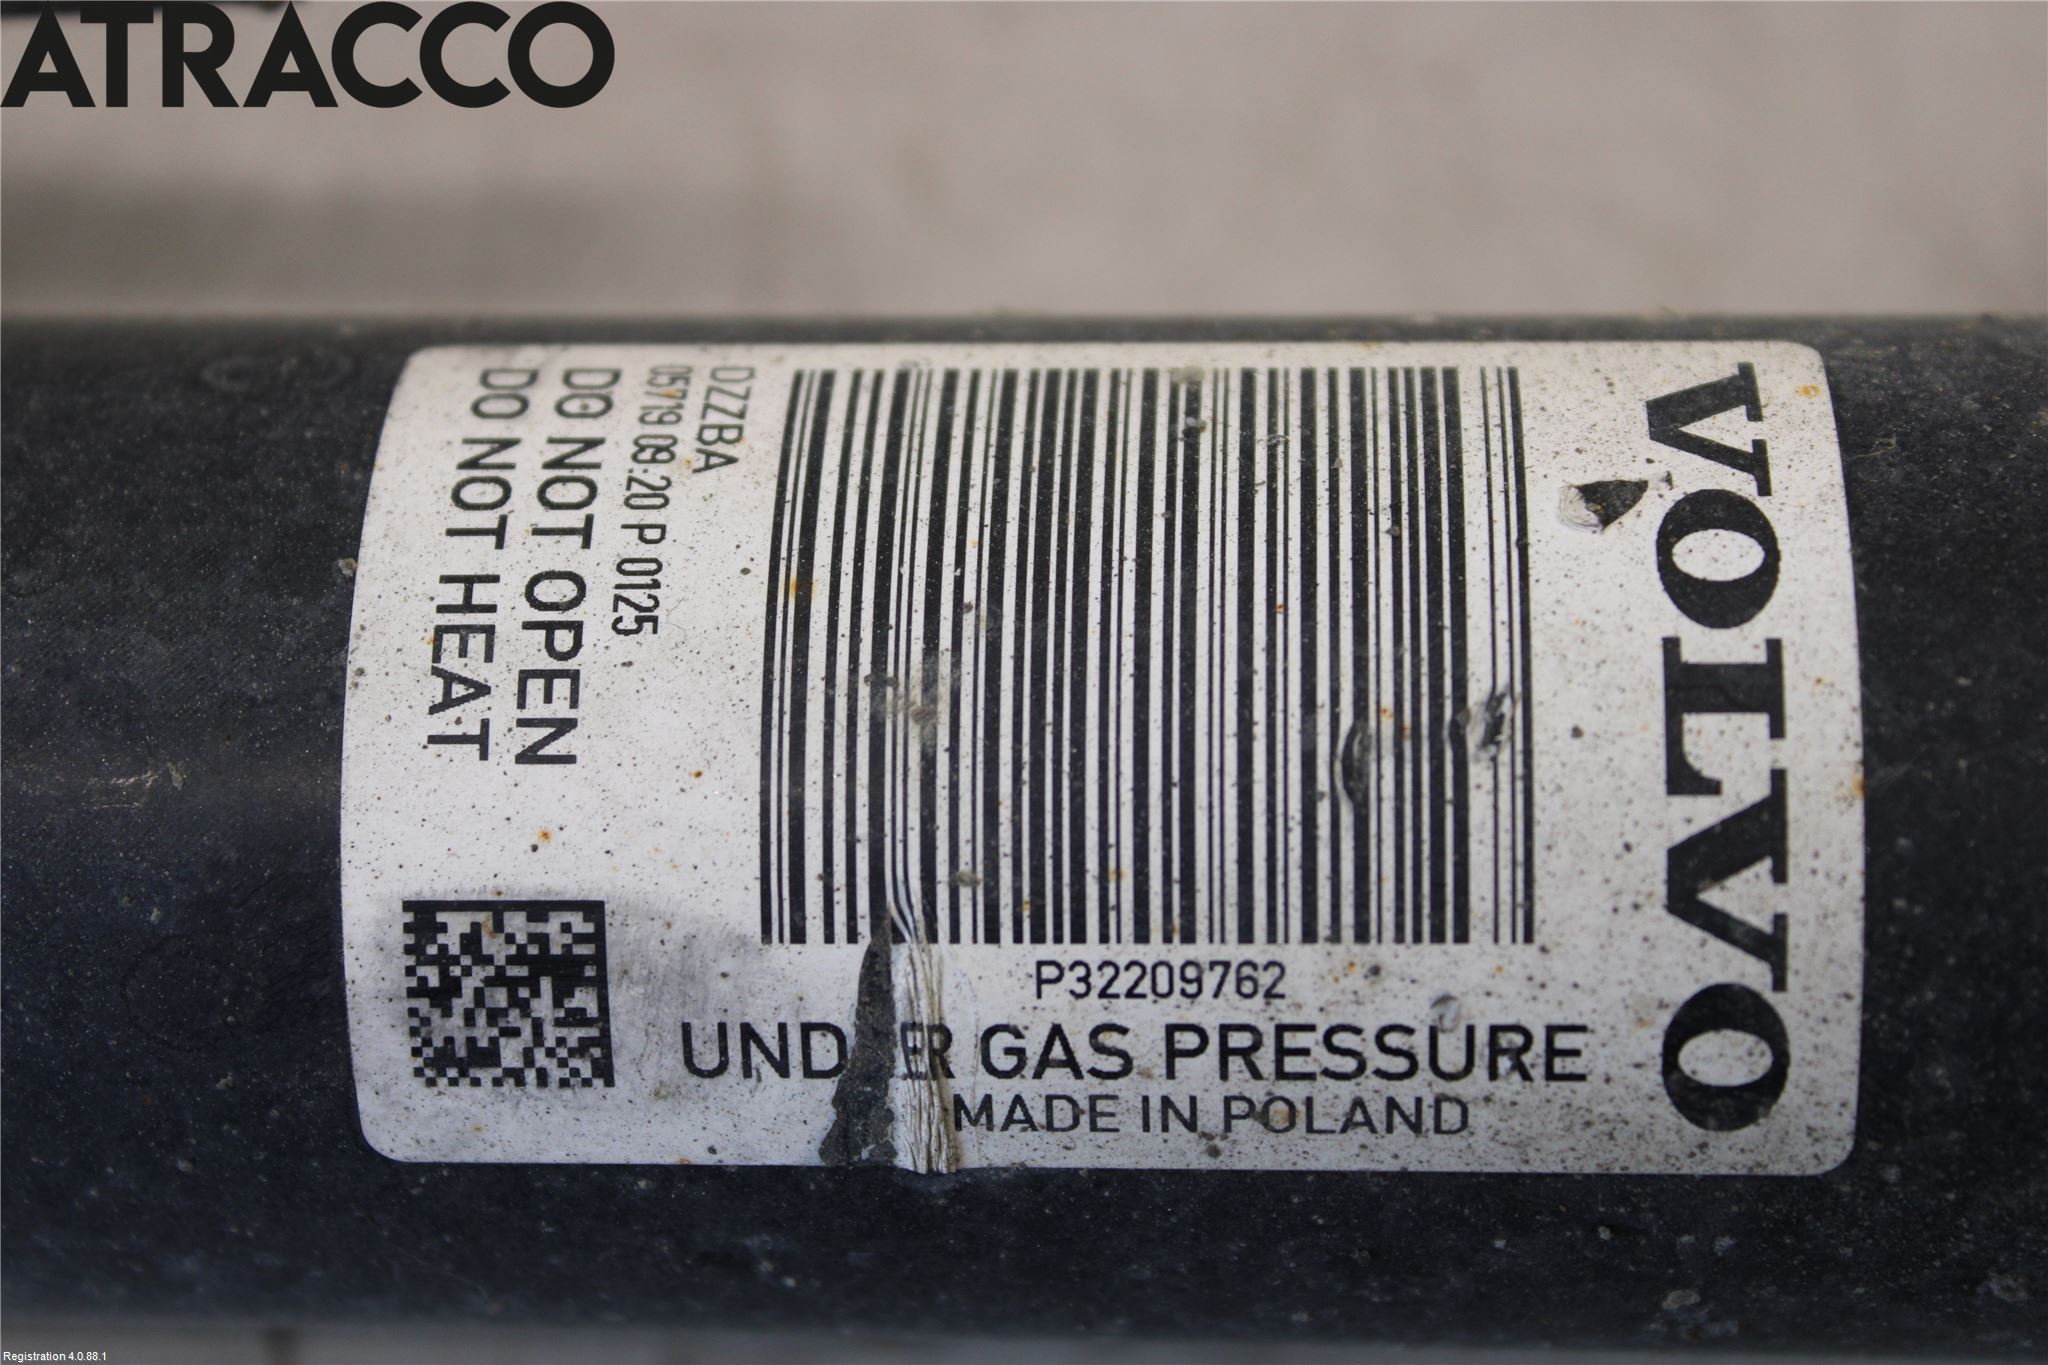 ATRACCO
VOLVO
DZZBA
05719 09:20 P 0125
DO NOT OPEN
DO NOT HEAT
P32209762
UNDER GAS PRESSURE
MADE IN POLAND
Registration 4.0.88.1